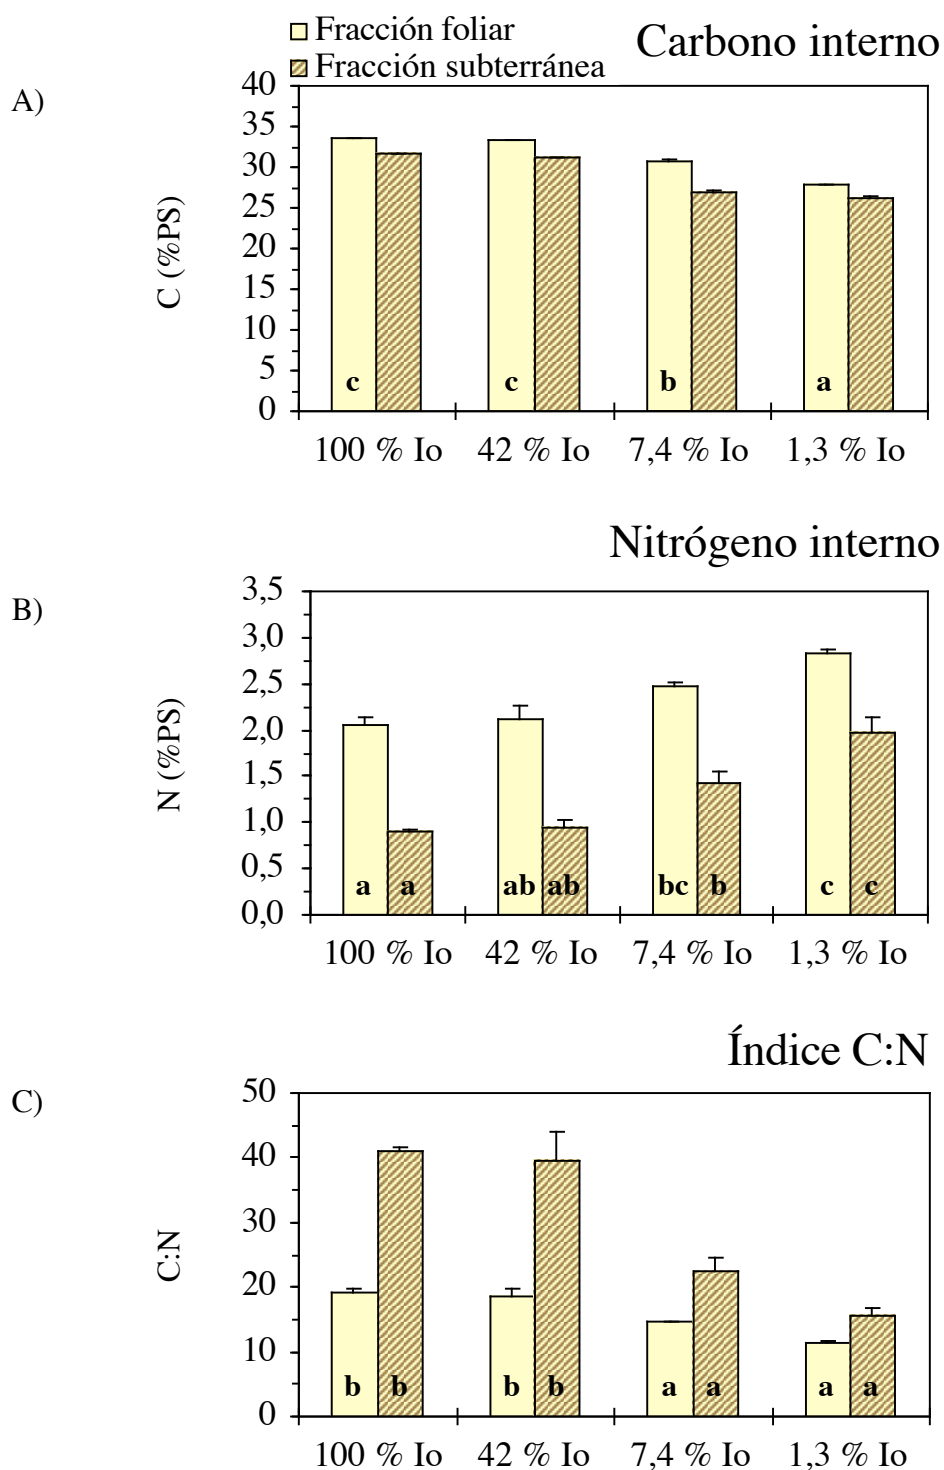 Fracción foliar
Fracción subterránea
Carbono interno
A)
C (%PS)
40
35
30
25
20
15
10
5
0
c
c
b
a
100 % Io
42 % Io
7,4 % Io
1,3 % Io
Nitrógeno interno
B)
N (%PS)
3,5
3,0
2,5
2,0
1,5
1,0
0,5
0,0
a a
ab ab
bc b
c c
100 % Io
42 % Io
7,4 % Io
1,3 % Io
Índice C:N
C)
C:N
50
40
30
20
10
0
b b
b b
a a
a a
100 % Io
42 % Io
7,4 % Io
1,3 % Io